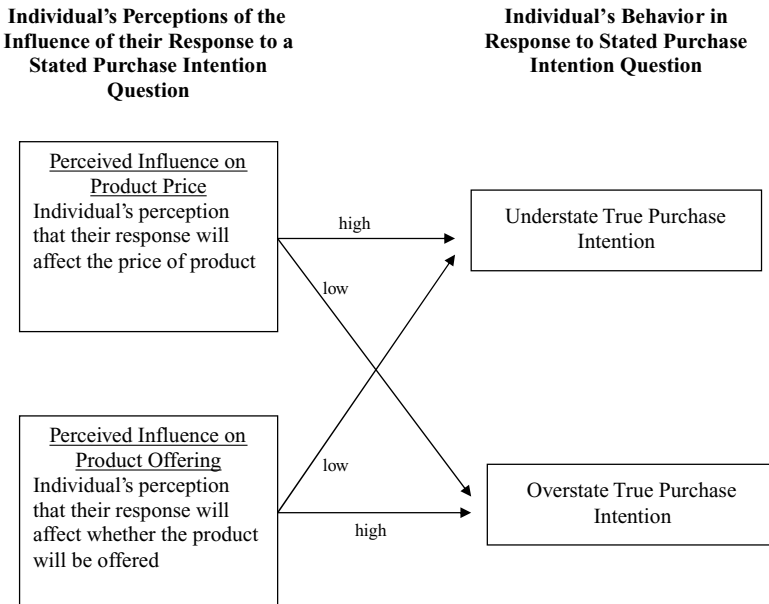 Individual's Perceptions of the
Influence of their Response to a
Stated Purchase Intention
Question
Individual's Behavior in
Response to Stated Purchase
Intention Question
Perceived Influence on
Product Price
Individual's perception
that their response will
affect the price of product
high
low
Understate True Purchase
Intention
Perceived Influence on
Product Offering
Individual's perception
that their response will
affect whether the product
will be offered
low
high
Overstate True Purchase
Intention